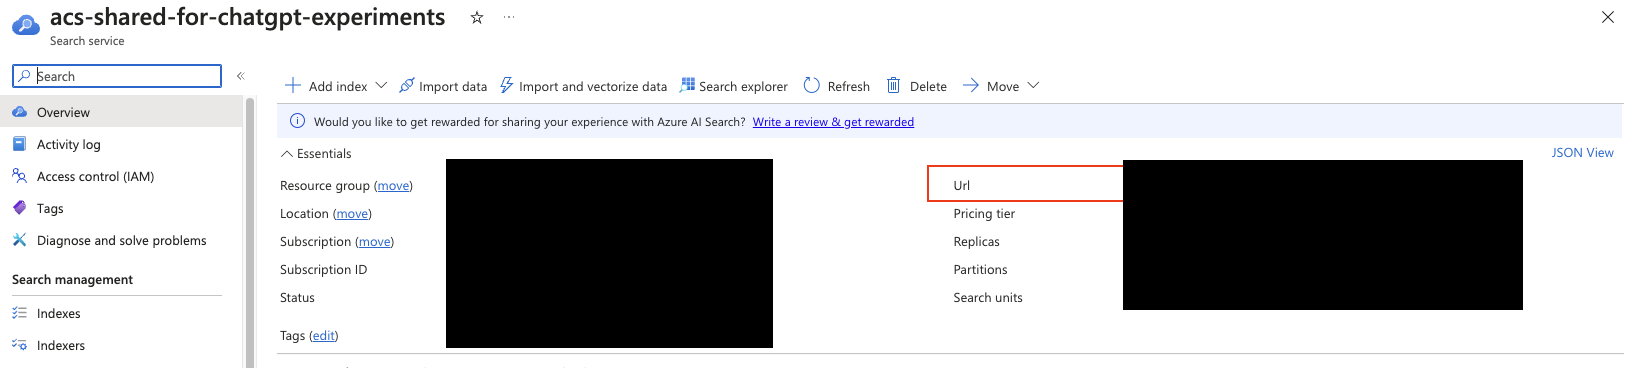 acs-shared-for-chatgpt-experiments
Search service
Search
Overview
Activity log
Access control (IAM)
Tags
Diagnose and solve problems
Search management
Indexes
Indexers
Add index
Import data
Import and vectorize data
Search explorer
Refresh
Delete
Move
Would you like to get rewarded for sharing your experience with Azure AI Search? Write a review & get rewarded
Essentials
JSON View
Resource group (move)
Location (move)
Subscription (move)
Subscription ID
Status
Tags (edit)
Url
Pricing tier
Replicas
Partitions
Search units